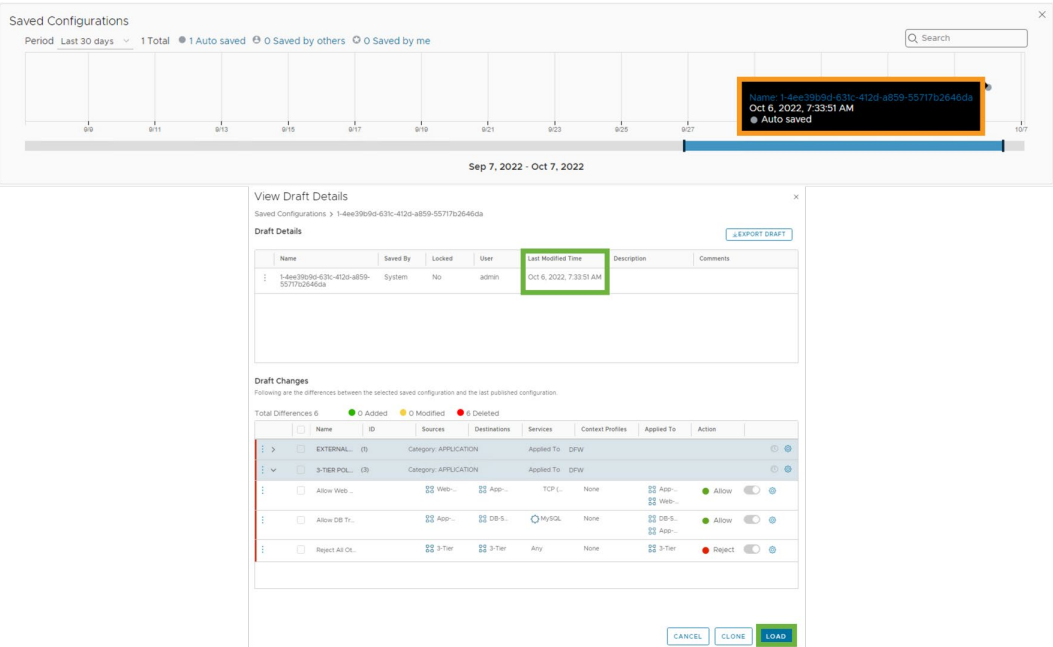 Saved Configurations
Period Last 30 days 1 Total 1 Auto saved 0 Saved by others 0 Saved by me Search
Name: 1-4ee39b9d-631c-412d-a859-55717b2646da
Oct 6, 2022, 7:33:51 AM
Auto saved
9/9 9/11 9/13 9/15 9/17 9/19 9/21 9/23 9/25 9/27 10/7
Sep 7, 2022 - Oct 7, 2022
View Draft Details
Saved Configurations > 1-4ee39b9d-631c-412d-a859-55717b2646da
Draft Details EXPORT DRAFT
Name Saved By Locked User Last Modified Time Description Comments
1-4ee39b9d-631c-412d-a859- System No admin Oct 6, 2022, 7:33:51 AM
55717b2646da
Draft Changes
Following are the differences between the selected saved configuration and the last published configuration.
Total Differences 6 0 Added 0 Modified 6 Deleted
Name ID Sources Destinations Services Context Profiles Applied To Action
EXTERNAL... (1) Category: APPLICATION Applied To DFW
3-TIER POL... (3) Category: APPLICATION Applied To DFW
Allow Web ... Web-... App-... TCP (... None App-... Allow
Web-...
Allow DB Tr... App-... DB-S... MySQL None DB-S... Allow
App-...
Reject All Ot... 3-Tier 3-Tier Any None 3-Tier Reject
CANCEL CLONE LOAD